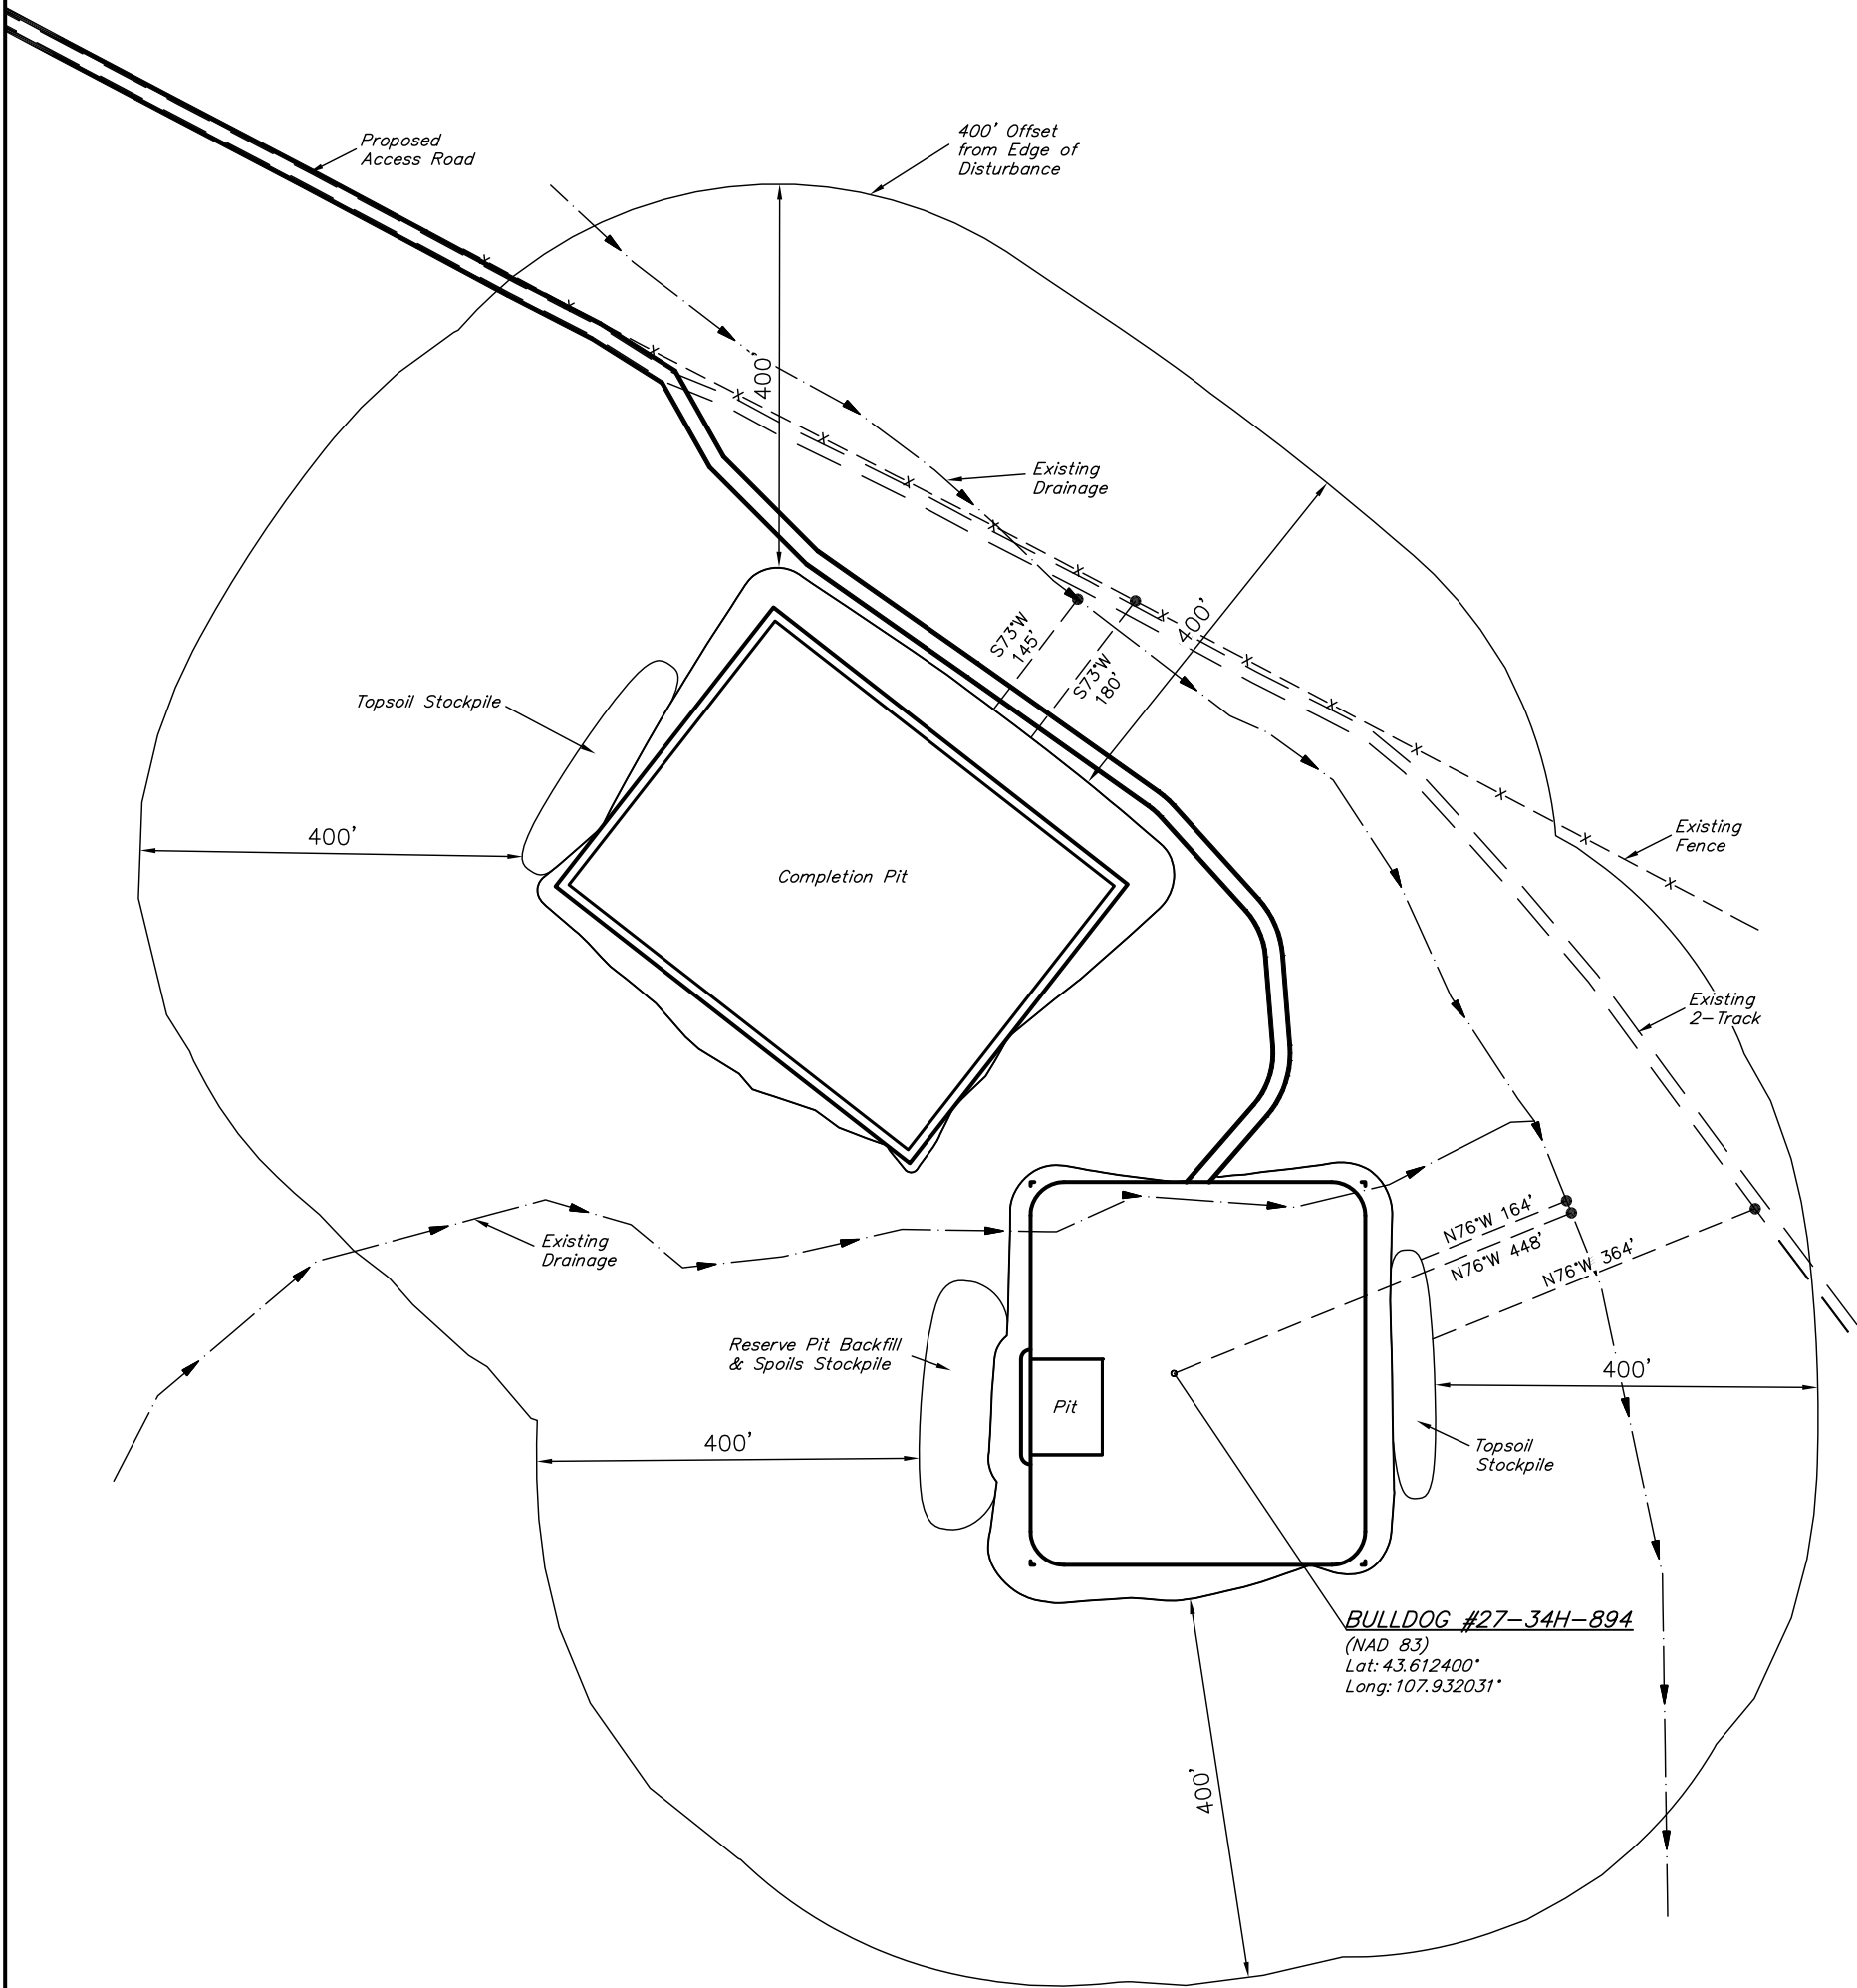 Proposed
Access Road
400' Offset
from Edge of
Disturbance
400'
Existing
Drainage
S73°W
145'
S73°W
180'
400'
Topsoil Stockpile
400'
Completion Pit
Existing
Fence
Existing
2-Track
Existing
Drainage
N76°W 164'
N76°W 448'
N76°W 364'
Reserve Pit Backfill
& Spoils Stockpile
Pit
400'
400'
Topsoil
Stockpile
BULLDOG #27-34H-894
(NAD 83)
Lat: 43.612400°
Long: 107.932031°
400'